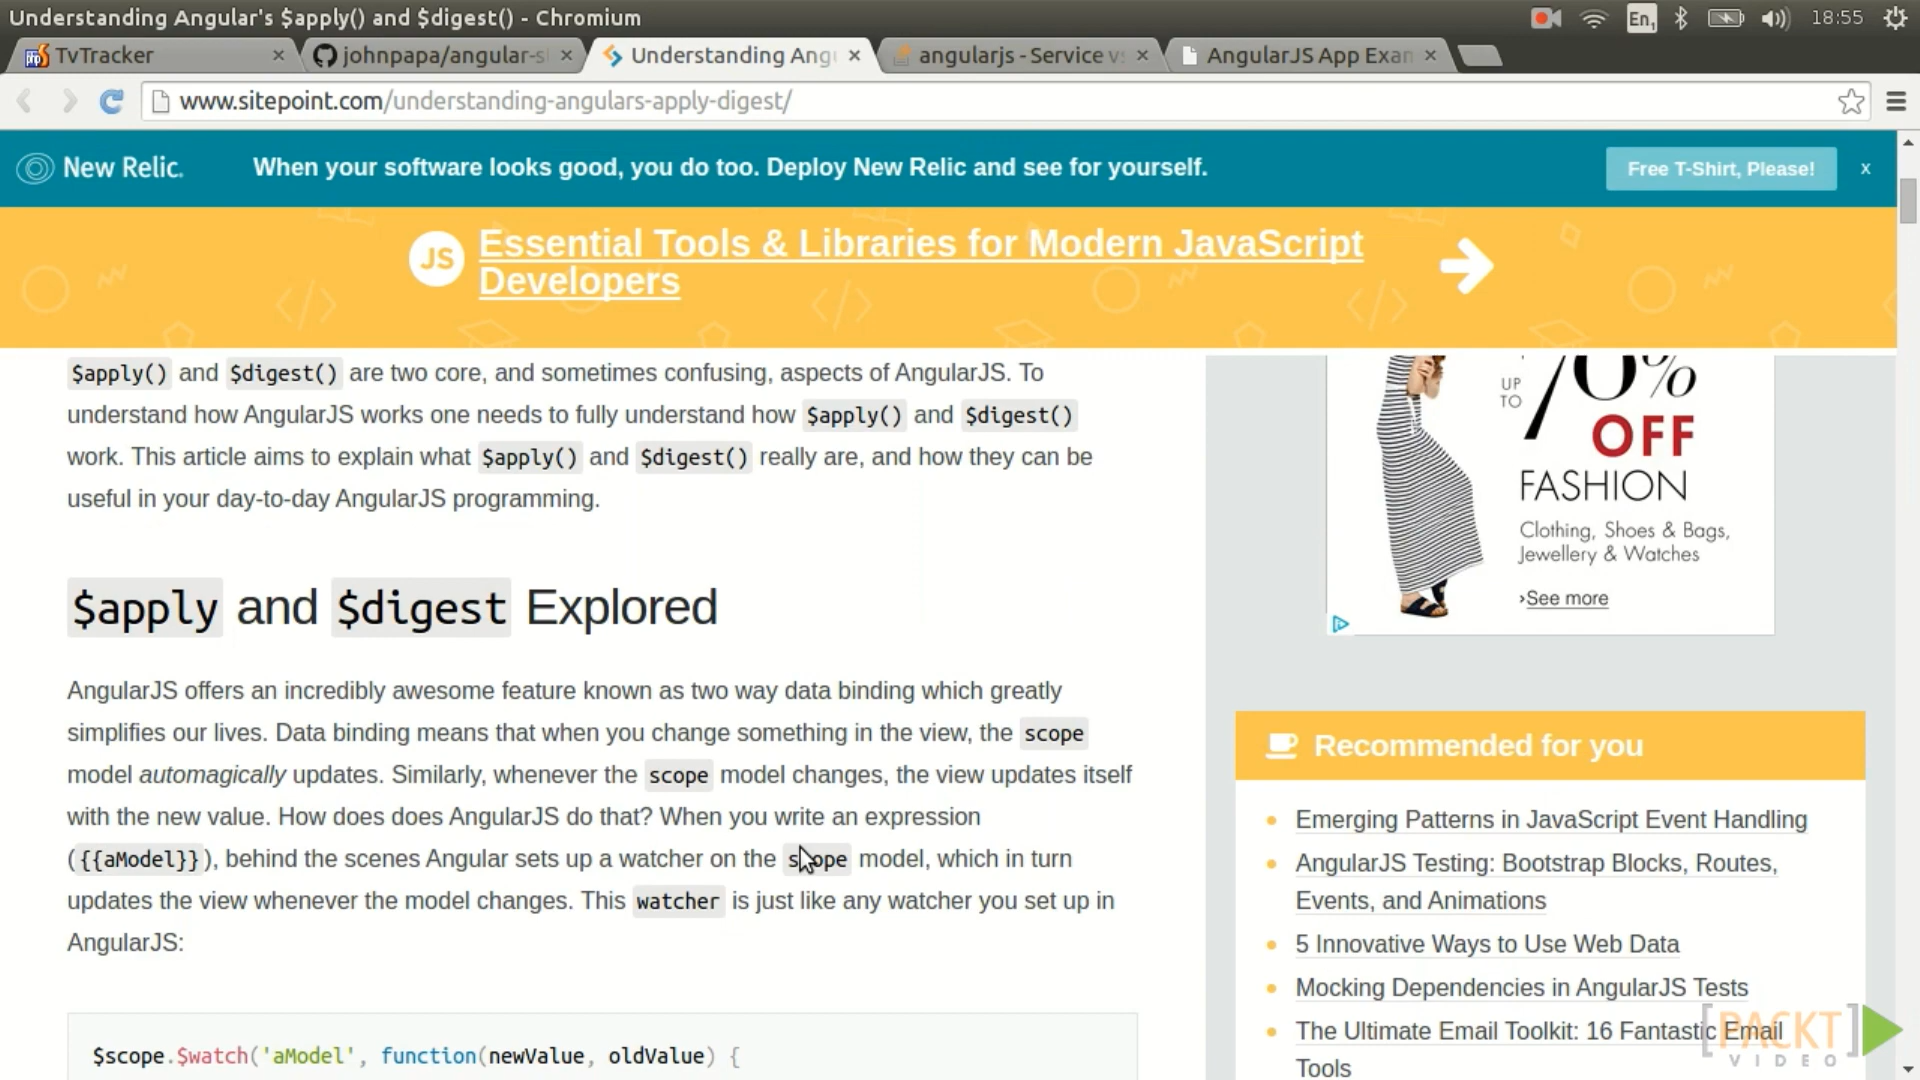 Understanding Angular's $apply() and $digest() - Chromium
En₁
18:55
TvTracker
johnpapa/angular-s
Understanding Ang
angularjs - Service v
AngularJS App Exan
www.sitepoint.com/understanding-angulars-apply-digest/
New Relic.
When your software looks good, you do too. Deploy New Relic and see for yourself.
Free T-Shirt, Please!
x
JS
Essential Tools & Libraries for Modern JavaScript
Developers
$apply() and $digest() are two core, and sometimes confusing, aspects of AngularJS. To
understand how AngularJS works one needs to fully understand how $apply() and $digest()
work. This article aims to explain what $apply() and $digest() really are, and how they can be
useful in your day-to-day AngularJS programming.
$apply and $digest Explored
AngularJS offers an incredibly awesome feature known as two way data binding which greatly
simplifies our lives. Data binding means that when you change something in the view, the scope
model automagically updates. Similarly, whenever the scope model changes, the view updates itself
with the new value. How does does AngularJS do that? When you write an expression
({{aModel}}), behind the scenes Angular sets up a watcher on the scope model, which in turn
updates the view whenever the model changes. This watcher is just like any watcher you set up in
AngularJS:
$scope.$watch('aModel', function(newValue, oldValue) {
UP
TO
70%
OFF
FASHION
Clothing, Shoes & Bags,
Jewellery & Watches
›See more
Recommended for you
Emerging Patterns in JavaScript Event Handling
AngularJS Testing: Bootstrap Blocks, Routes,
Events, and Animations
5 Innovative Ways to Use Web Data
Mocking Dependencies in AngularJS Tests
The Ultimate Email Toolkit: 16 Fantastic Email
Tools
[PACKT]
VIDEO